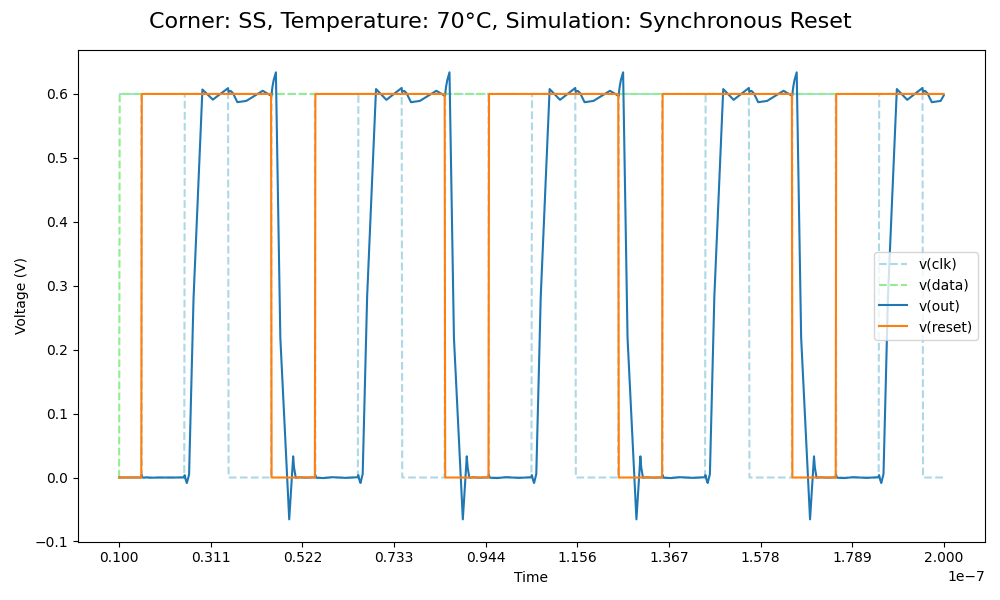 Corner: SS, Temperature: 70°C, Simulation: Synchronous Reset
Voltage (V)
0.6
0.5
0.4
0.3
0.2
0.1
0.0
−0.1
v(clk)
v(data)
v(out)
v(reset)
0.100 0.311 0.522 0.733 0.944 1.156 1.367 1.578 1.789 2.000
Time
1e−7